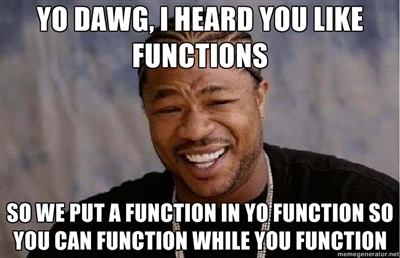 YO DAWG, I HEARD YOU LIKE
FUNCTIONS
SO WE PUT A FUNCTION IN YO FUNCTION SO
YOU CAN FUNCTION WHILE YOU FUNCTION
memegenerator.net